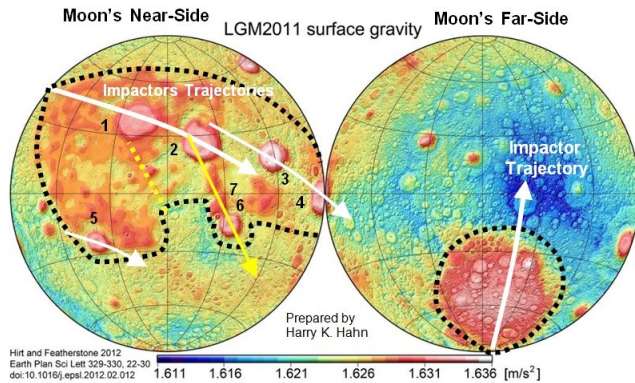 Moon's Near-Side
Moon's Far-Side
LGM2011 surface gravity
Impactors Trajectories
1
2
3
4
5
6
7
Impactor
Trajectory
Prepared by
Harry K. Hahn
Hirt and Featherstone 2012
Earth Plan Sci Lett 329-330, 22-30
doi:10.1016/j.epsl.2012.02.012
1.611 1.616 1.621 1.626 1.631 1.636 [m/s²]